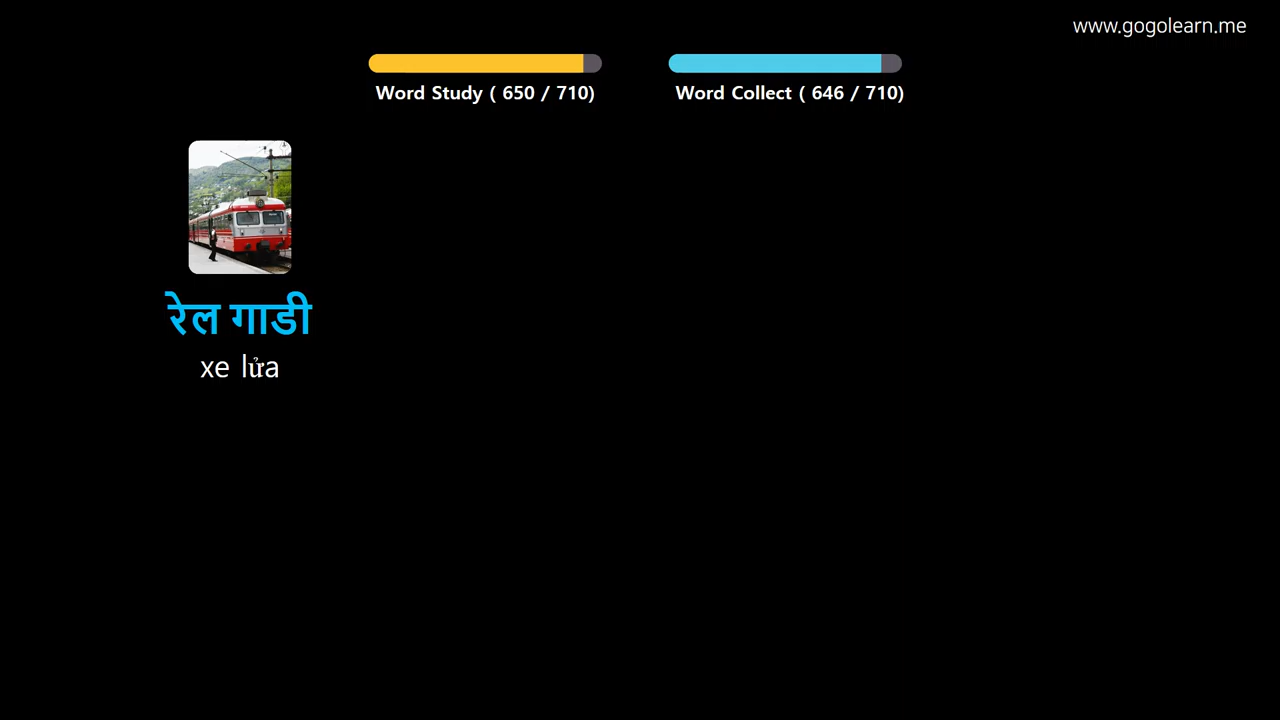 www.gogolearn.me
Word Study ( 650 / 710)
Word Collect ( 646 / 710)
रेल गाडी
xe lửa